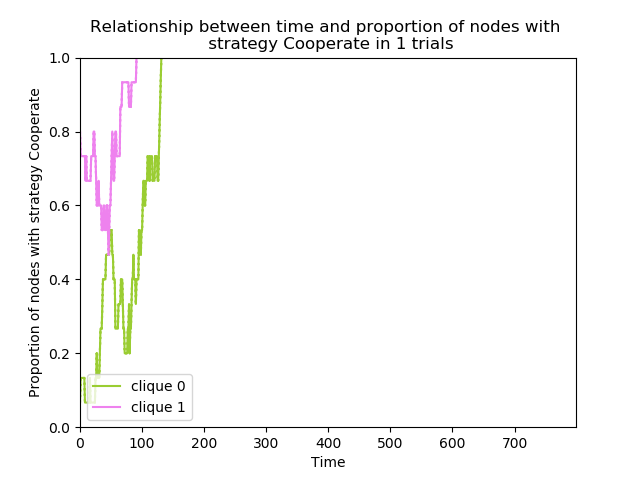 Relationship between time and proportion of nodes with
strategy Cooperate in 1 trials
Proportion of nodes with strategy Cooperate
1.0
0.8
0.6
0.4
0.2
0.0
clique 0
clique 1
0 100 200 300 400 500 600 700
Time